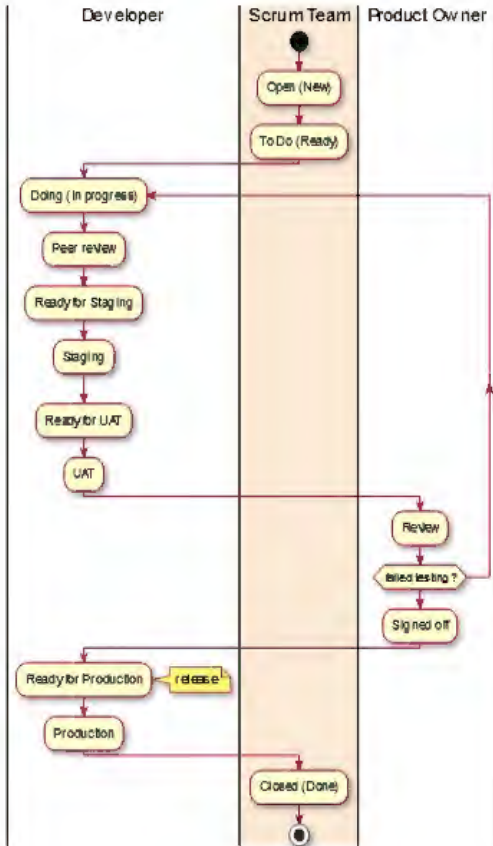 Developer
Scrum Team
Product Owner
Open (New)
To Do (Ready)
Doing (In progress)
Peer review
Ready for Staging
Staging
Ready for UAT
UAT
Review
failed testing ?
Signed off
Ready for Production
release
Production
Closed (Done)